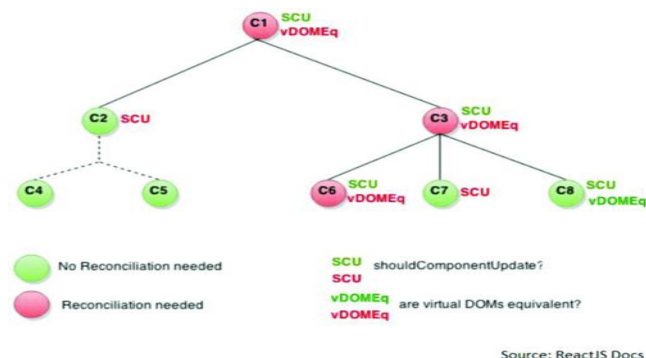 C1 SCU
vDOMEq
C2 SCU
C3 SCU
vDOMEq
C4
C5
C6 SCU
vDOMEq
C7 SCU
C8 SCU
vDOMEq
No Reconciliation needed
Reconciliation needed
SCU shouldComponentUpdate?
SCU
vDOMEq are virtual DOMs equivalent?
vDOMEq
Source: ReactJS Docs